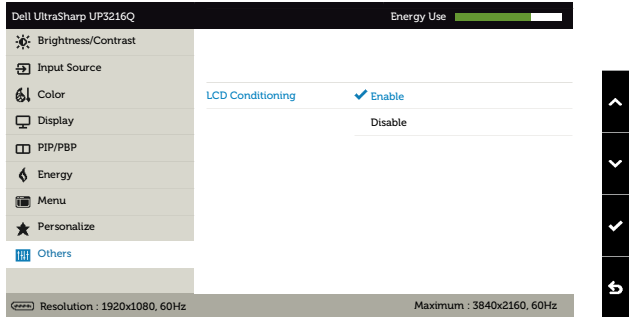 Dell UltraSharp UP3216Q
Energy Use
Brightness/Contrast
Input Source
Color
LCD Conditioning
Enable
Display
Disable
PIP/PBP
Energy
Menu
Personalize
Others
Resolution : 1920x1080, 60Hz
Maximum : 3840x2160, 60Hz